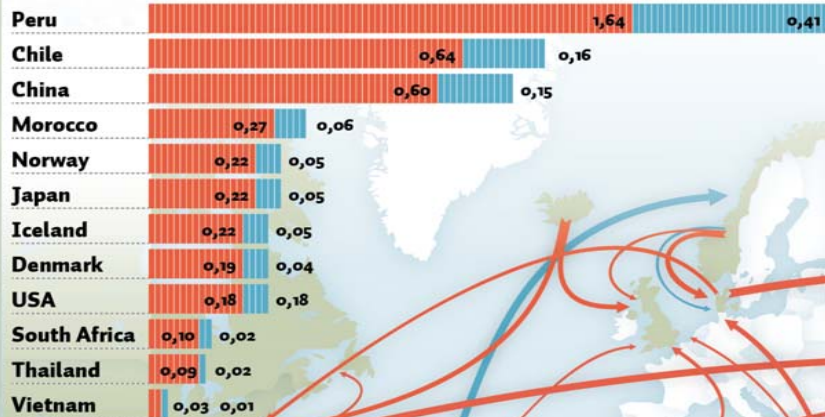 Peru 1,64 0,41
Chile 0,64 0,16
China 0,60 0,15
Morocco 0,27 0,06
Norway 0,22 0,05
Japan 0,22 0,05
Iceland 0,22 0,05
Denmark 0,19 0,04
USA 0,18 0,18
South Africa 0,10 0,02
Thailand 0,09 0,02
Vietnam 0,03 0,01